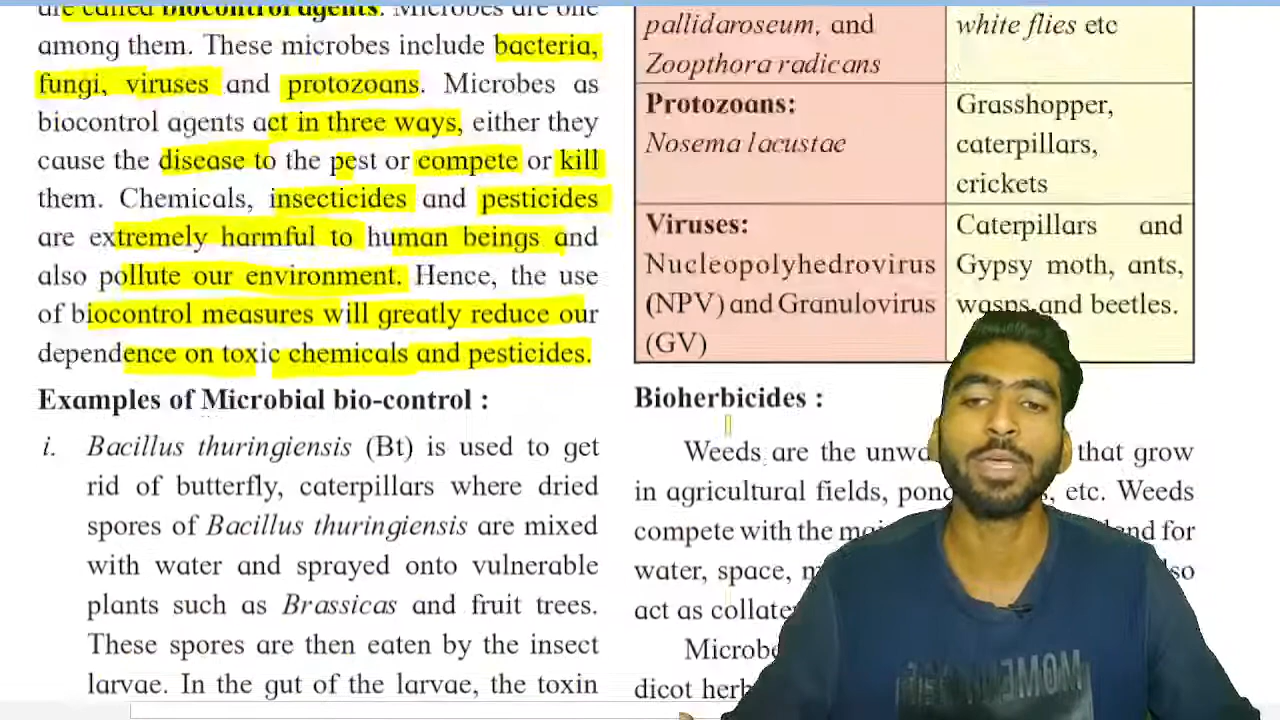 are called biocontrol agents. Microbes are one
among them. These microbes include bacteria,
fungi, viruses and protozoans. Microbes as
biocontrol agents act in three ways, either they
cause the disease to the pest or compete or kill
them. Chemicals, insecticides and pesticides
are extremely harmful to human beings and
also pollute our environment. Hence, the use
of biocontrol measures will greatly reduce our
dependence on toxic chemicals and pesticides.
Examples of Microbial bio-control :
i. Bacillus thuringiensis (Bt) is used to get
rid of butterfly, caterpillars where dried
spores of Bacillus thuringiensis are mixed
with water and sprayed onto vulnerable
plants such as Brassicas and fruit trees.
These spores are then eaten by the insect
larvae. In the gut of the larvae, the toxin
pallidaroseum, and
Zoopthora radicans
white flies etc
Protozoans:
Nosema lacustae
Grasshopper,
caterpillars,
crickets
Viruses:
Nucleopolyhedrovirus
(NPV) and Granulovirus
(GV)
Caterpillars and
Gypsy moth, ants,
wasps and beetles.
Bioherbicides :
Weeds are the that grow
in agricultural fields, etc. Weeds
compete with the for
water, space,
act as